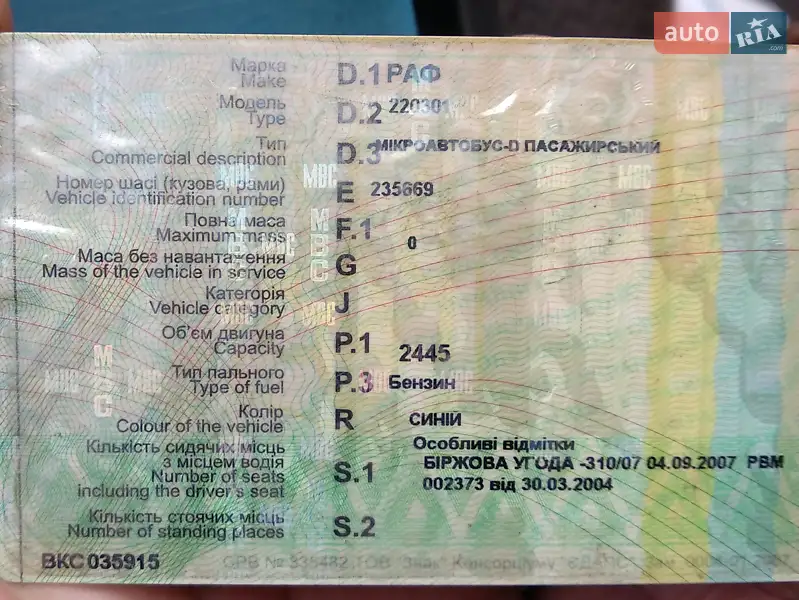 auto RIA .com
Марка D.1 РАФ
Make
Модель D.2 220301
Type
Тип D.3 МІКРОАВТОБУС-D ПАСАЖИРСЬКИЙ
Commercial description
Номер шасі (кузова, рами) E 235669
Vehicle identification number
Повна маса F.1
Maximum mass
0
Маса без навантаження G
Mass of the vehicle in service
Категорія J
Vehicle category
Об'єм двигуна P.1 2445
Capacity
Тип пального P.3 Бензин
Type of fuel
Колір R СИНІЙ
Colour of the vehicle
Особливі відмітки
Кількість сидячих місць
з місцем водія S.1 БІРЖОВА УГОДА -310/07 04.09.2007 РВМ
Number of seats 002373 від 30.03.2004
including the driver's seat
Кількість стоячих місць S.2
Number of standing places
ВКС 035915